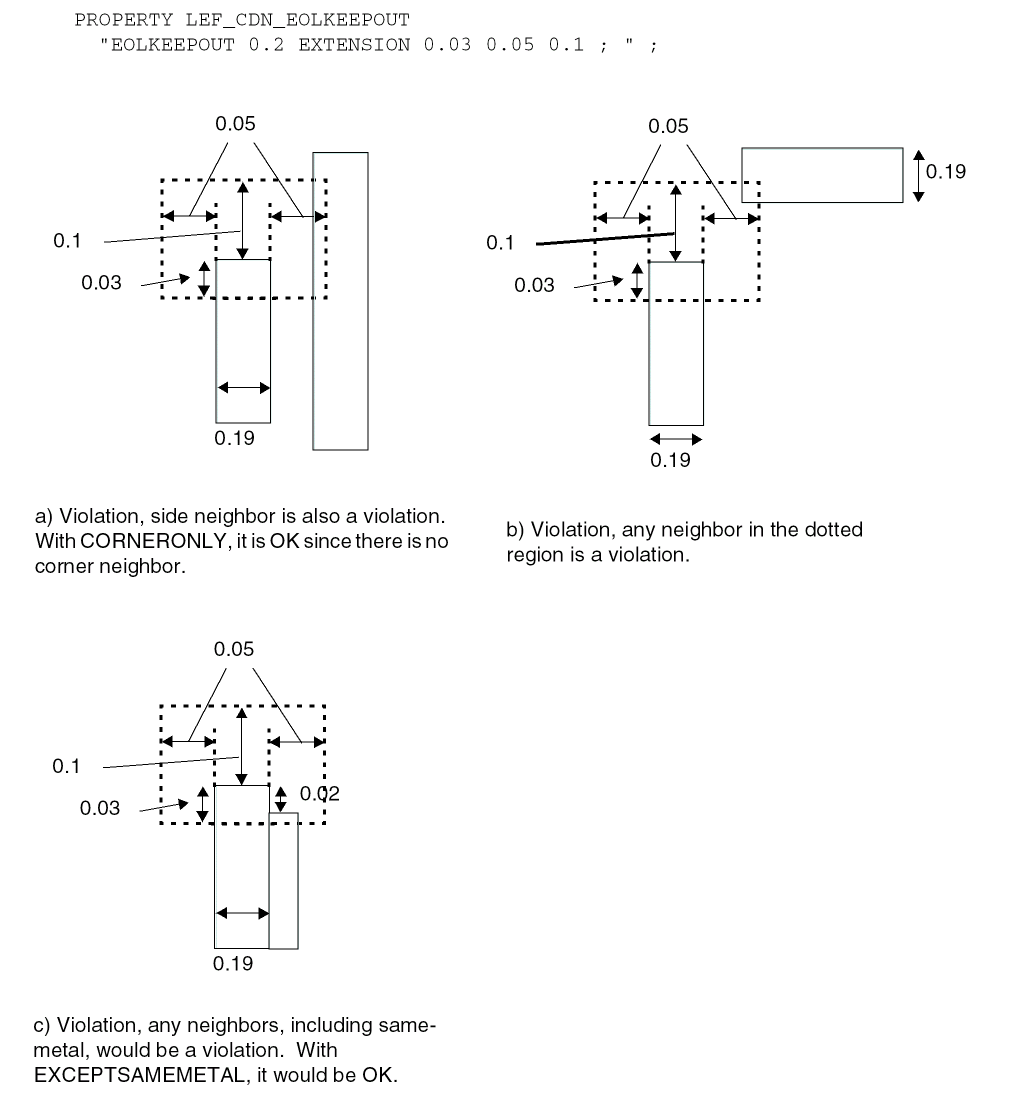 PROPERTY LEF_CDN_EOLKEEPOUT
"EOLKEEPOUT 0.2 EXTENSION 0.03 0.05 0.1 ; " ;
0.05
0.1
0.03
0.19
a) Violation, side neighbor is also a violation.
With CORNERONLY, it is OK since there is no
corner neighbor.
0.05
0.19
0.1
0.03
0.19
b) Violation, any neighbor in the dotted
region is a violation.
0.05
0.1
0.03
0.02
0.19
c) Violation, any neighbors, including same-
metal, would be a violation. With
EXCEPTSAMEMETAL, it would be OK.